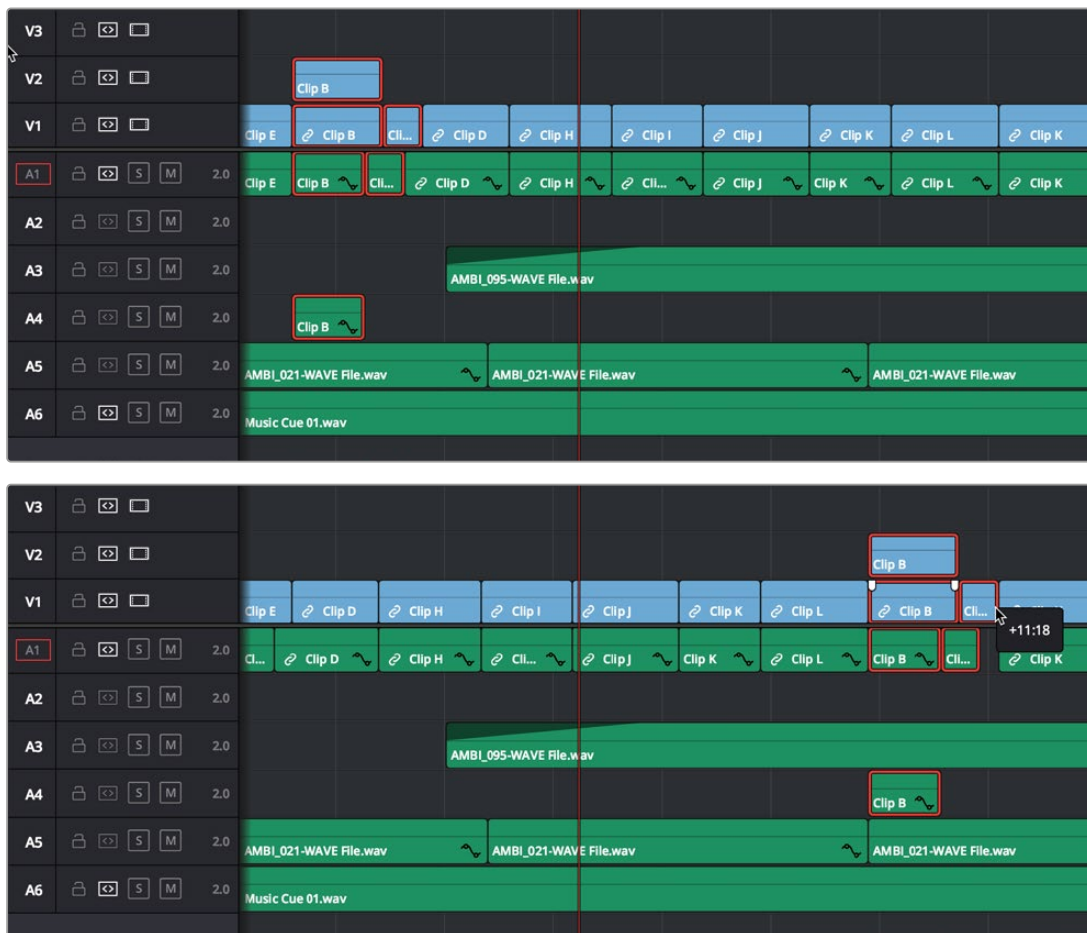 V3
V2
Clip B
V1
Clip E Clip B Cli... Clip D Clip H Clip I Clip J Clip K Clip L Clip K
A1 S M 2.0 Clip E Clip B Cli... Clip D Clip H Cli... Clip J Clip K Clip L Clip K
A2 S M 2.0
A3 S M 2.0 AMBI_095-WAVE File.wav
A4 S M 2.0 Clip B
A5 S M 2.0 AMBI_021-WAVE File.wav AMBI_021-WAVE File.wav AMBI_021-WAVE File.wav
A6 S M 2.0 Music Cue 01.wav
V3
V2
Clip B
V1
Clip E Clip D Clip H Clip I Clip J Clip K Clip L Clip B Cli...
+11:18
A1 S M 2.0 Cl... Clip D Clip H Cli... Clip J Clip K Clip L Clip B Cli... Clip K
A2 S M 2.0
A3 S M 2.0 AMBI_095-WAVE File.wav
A4 S M 2.0 Clip B
A5 S M 2.0 AMBI_021-WAVE File.wav AMBI_021-WAVE File.wav AMBI_021-WAVE File.wav
A6 S M 2.0 Music Cue 01.wav